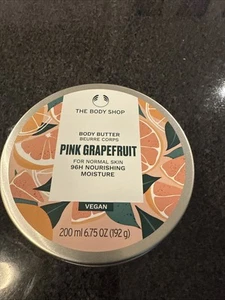 THE BODY SHOP
BODY BUTTER
BEURRE CORPS
PINK GRAPEFRUIT
FOR NORMAL SKIN
96H NOURISHING
MOISTURE
VEGAN
200 ml 6.75 OZ (192 g)